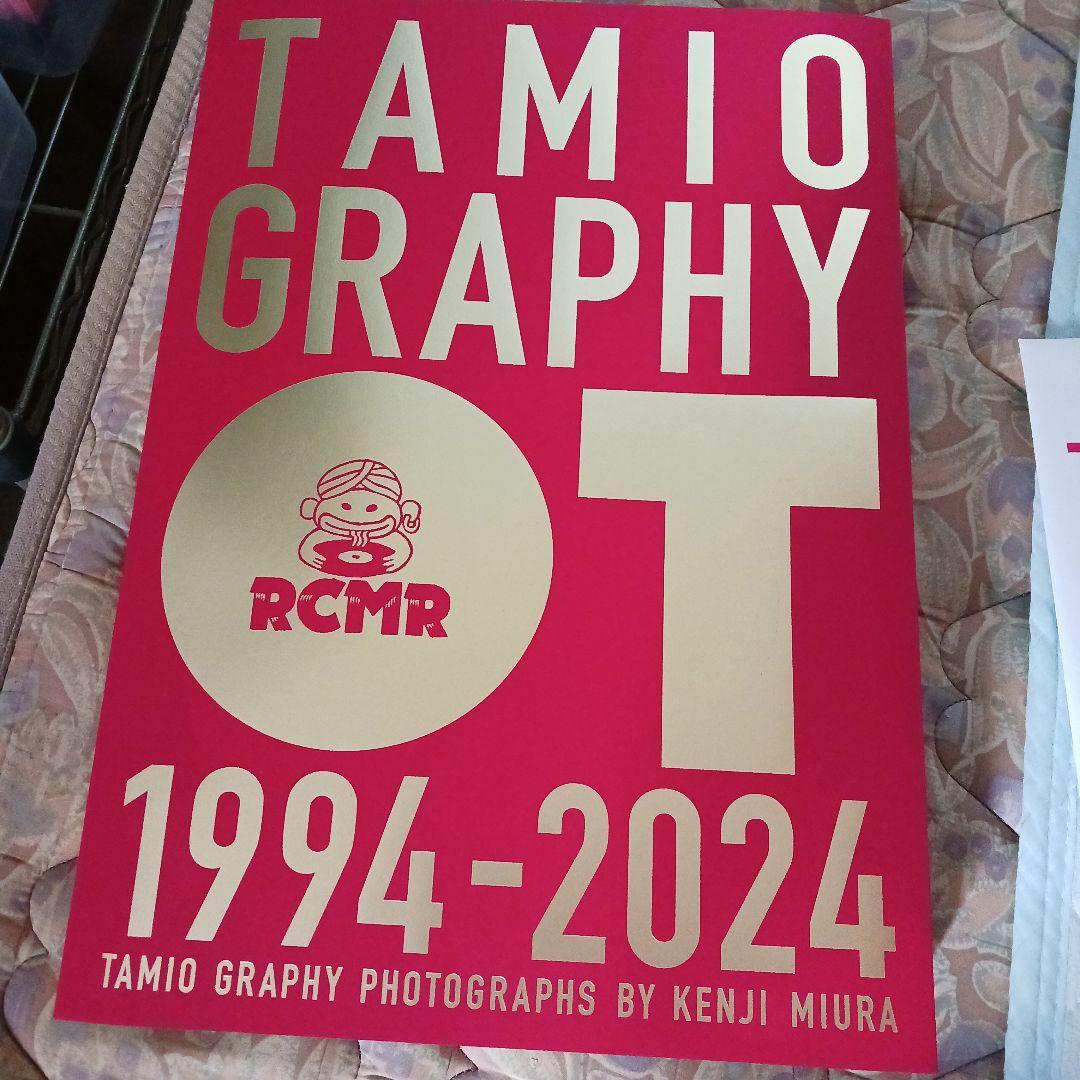 TAMIO
GRAPHY
OT
RCMR
1994-2024
TAMIO GRAPHY PHOTOGRAPHS BY KENJI MIURA